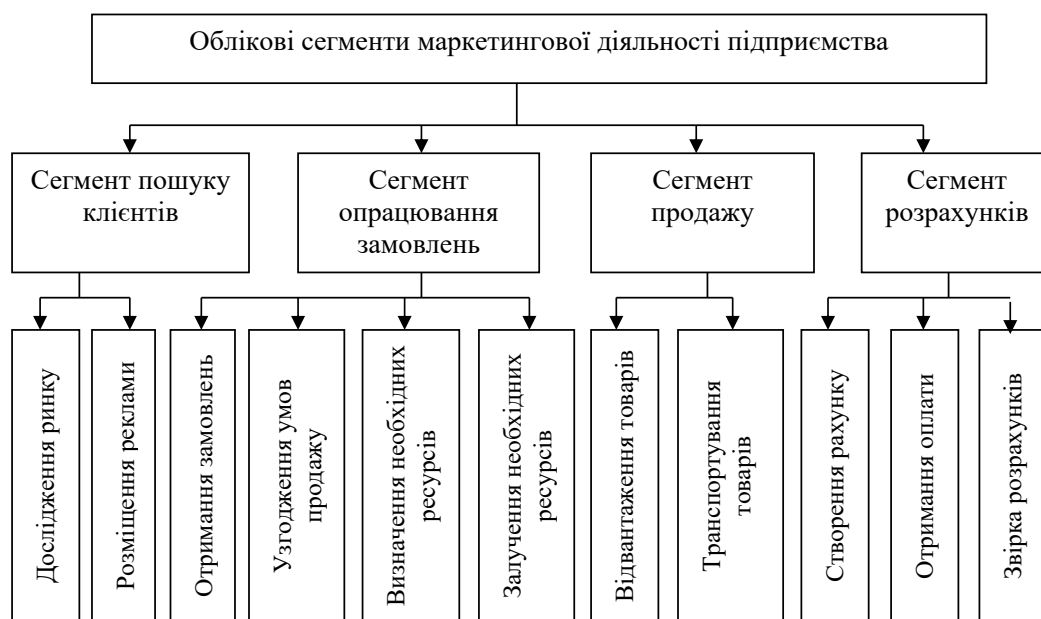 Облікові сегменти маркетингової діяльності підприємства
Сегмент пошуку
клієнтів
Сегмент
опрацювання
замовлень
Сегмент
продажу
Сегмент
розрахунків
Дослідження ринку
Розміщення реклами
Отримання замовлень
Узгодження умов
продажу
Визначення необхідних
ресурсів
Залучення необхідних
ресурсів
Відвантаження товарів
Транспортування
товарів
Створення рахунку
Отримання оплати
Звірка розрахунків